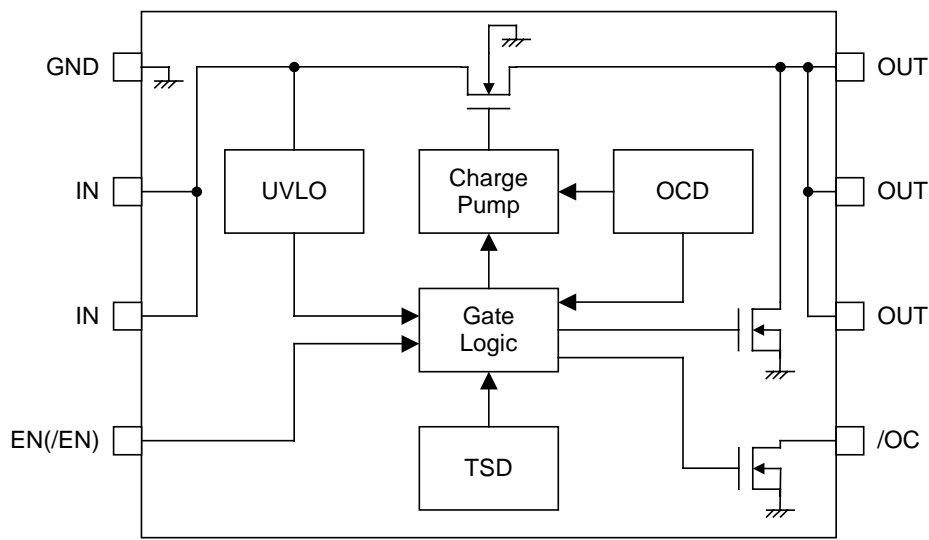 GND
OUT
IN
UVLO
Charge
Pump
OCD
OUT
IN
Gate
Logic
OUT
EN(/EN)
TSD
/OC